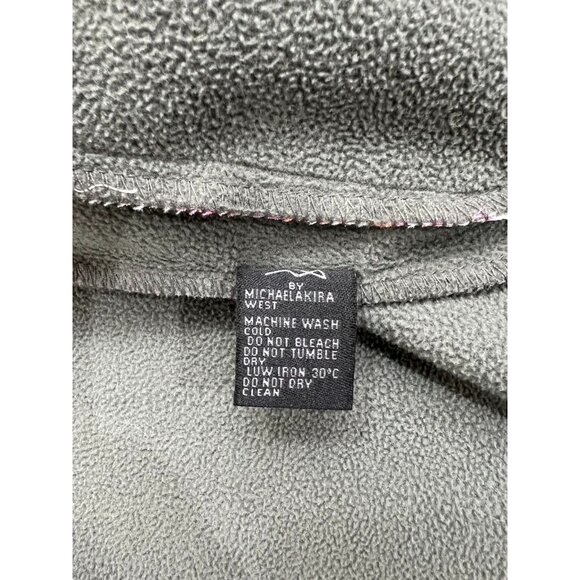 BY
MICHAELAKIRA
WEST
MACHINE WASH
COLD
DO NOT BLEACH
DO NOT TUMBLE
DRY
LUW IRON-30°C
DO NOT DRY
CLEAN